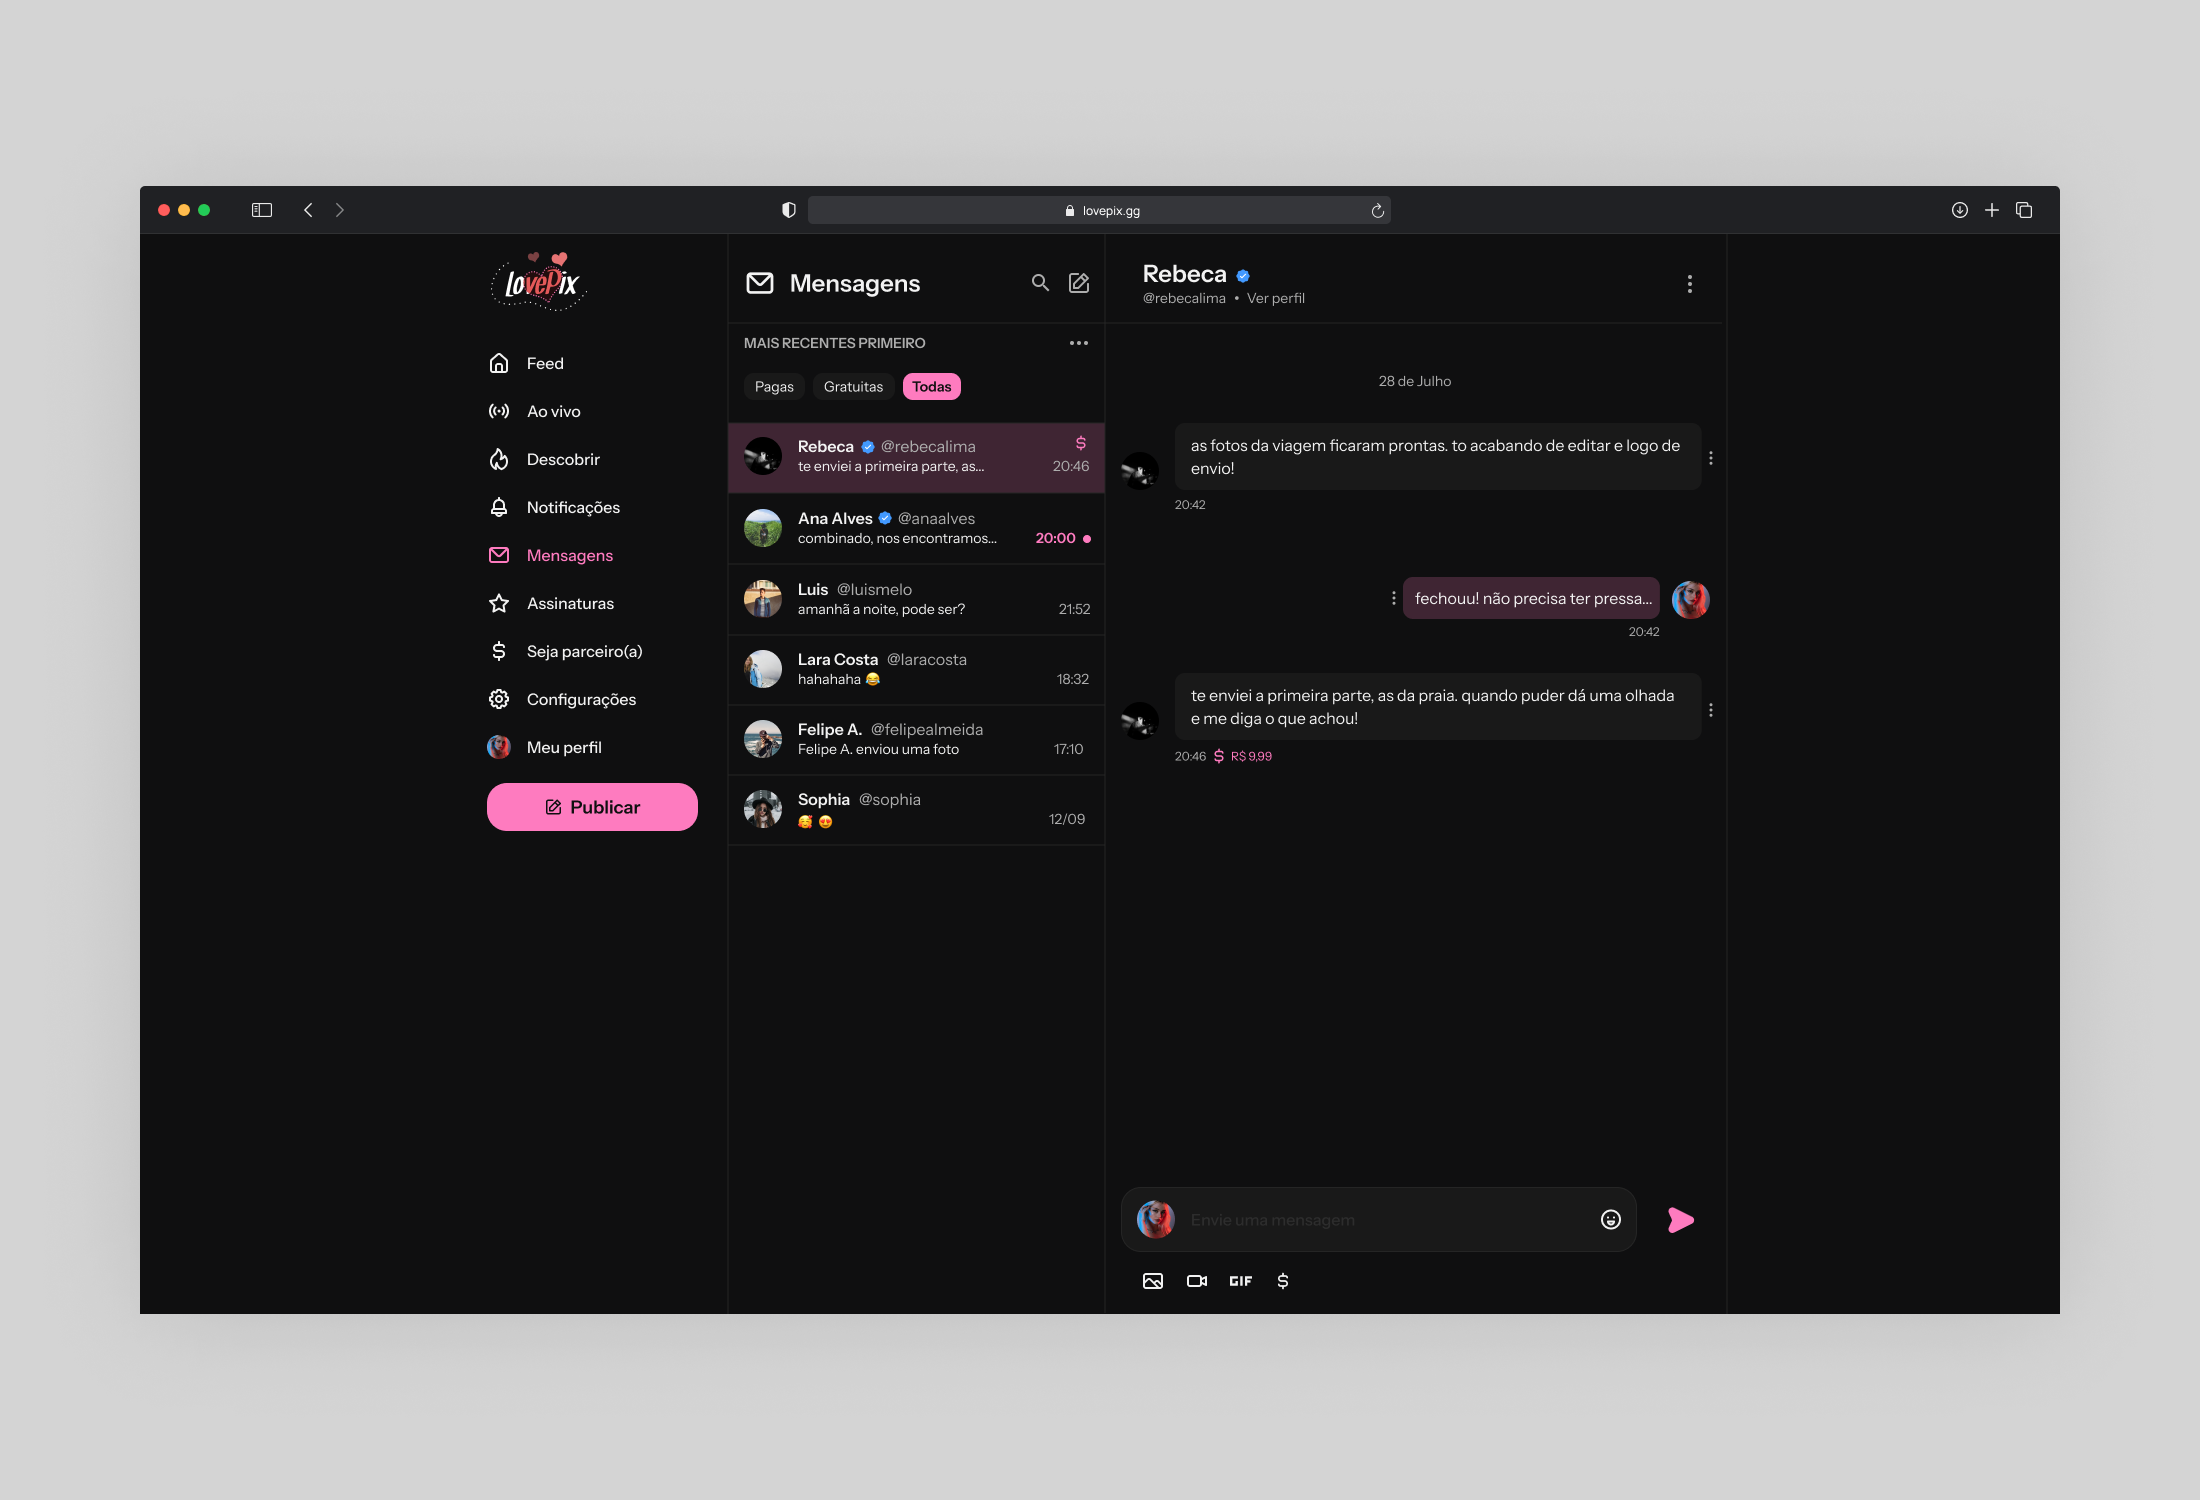 lovepix.gg
LovePix
Feed
Ao vivo
Descobrir
Notificações
Mensagens
Assinaturas
$ Seja parceiro(a)
Configurações
Meu perfil
Publicar
Mensagens
MAIS RECENTES PRIMEIRO
Pagas Gratuitas Todas
Rebeca @rebecalima $
te enviei a primeira parte, as... 20:46
Ana Alves @anaalves
combinado, nos encontramos... 20:00
Luis @luismelo
amanhã a noite, pode ser? 21:52
Lara Costa @laracosta
hahahaha 😂 18:32
Felipe A. @felipealmeida
Felipe A. enviou uma foto 17:10
Sophia @sophia
🥰 😍 12/09
Rebeca
@rebecalima • Ver perfil
28 de Julho
as fotos da viagem ficaram prontas. to acabando de editar e logo de
envio!
20:42
fechouu! não precisa ter pressa...
20:42
te enviei a primeira parte, as da praia. quando puder dá uma olhada
e me diga o que achou!
20:46 $ R$ 9,99
Envie uma mensagem
GIF $